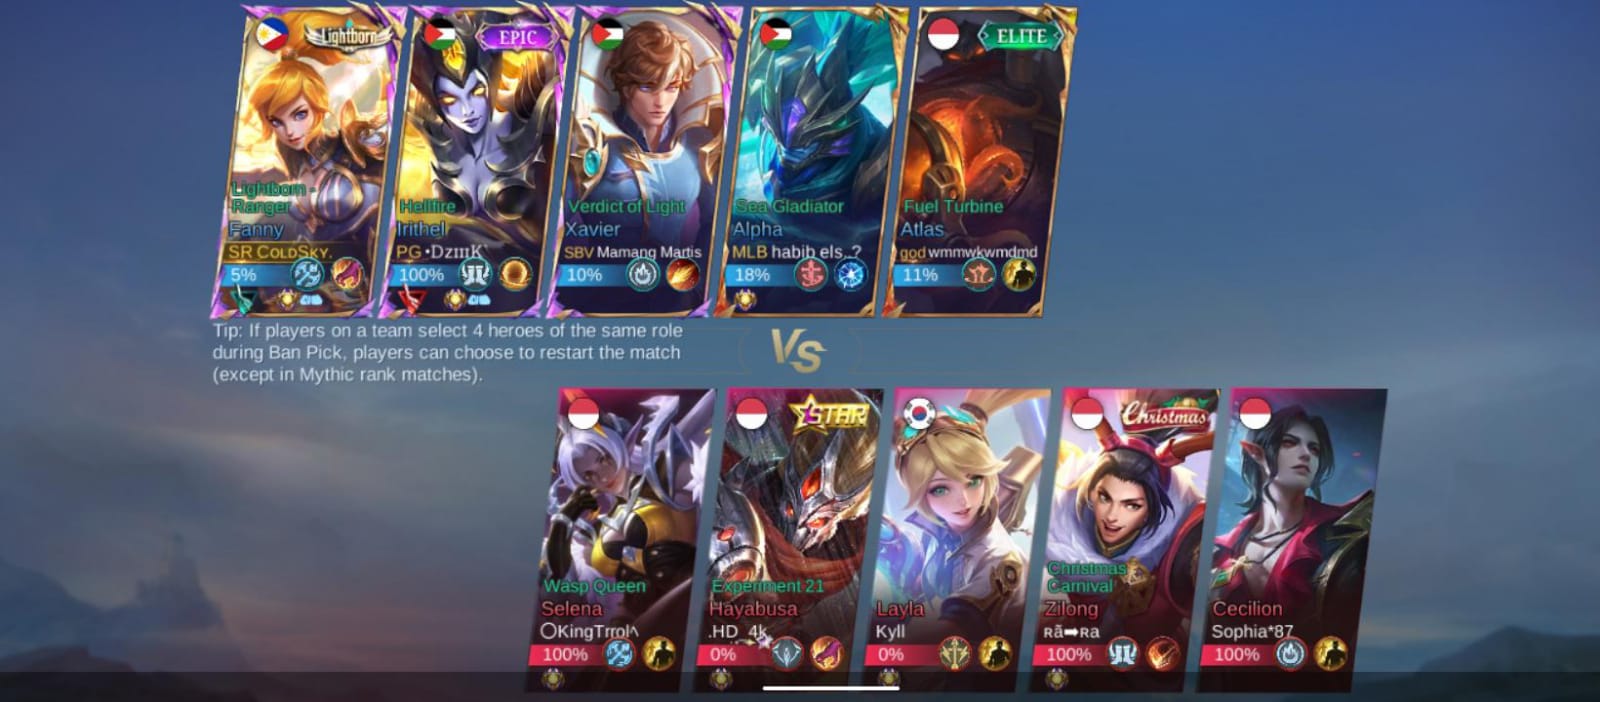 Lightborn
EPIC
ELITE
Lightborn -
Ranger
Fanny
SR COLDSKY.
5%
Hellfire
Irithel
PG •DzɪɪK`
100%
Verdict of Light
Xavier
SBV Mamang Martis
10%
Sea Gladiator
Alpha
MLB habib els..?
18%
Fuel Turbine
Atlas
god wmmwkwmdmd
11%
Tip: If players on a team select 4 heroes of the same role
during Ban Pick, players can choose to restart the match
(except in Mythic rank matches).
VS
STAR
Christmas
Wasp Queen
Selena
〇KingTrrol^
100%
Experiment 21
Hayabusa
.HD_4k
0%
Layla
Kyll
0%
Christmas
Carnival
Zilong
ʀã➡ʀᴀ
100%
Cecilion
Sophia*87
100%